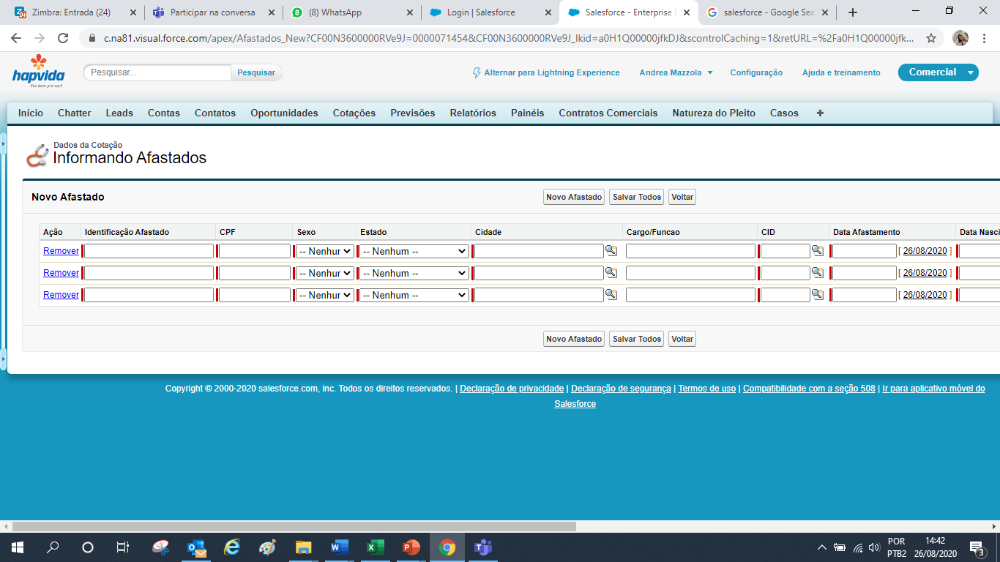 Zimbra: Entrada (24)
Participar na conversa
(8) WhatsApp
Login | Salesforce
Salesforce - Enterprise E
salesforce - Google Sea
c.na81.visual.force.com/apex/Afastados_New?CF00N3600000RVe9J=0000071454&CF00N3600000RVe9J_lkid=a0H1Q00000jfkDJ&scontrolCaching=1&retURL=%2Fa0H1Q00000jfk...
hapvida
Faz bem pra você
Pesquisar...
Pesquisar
Alternar para Lightning Experience
Andrea Mazzola
Configuração
Ajuda e treinamento
Comercial
Início Chatter Leads Contas Contatos Oportunidades Cotações Previsões Relatórios Painéis Contratos Comerciais Natureza do Pleito Casos +
Dados da Cotação
Informando Afastados
Novo Afastado
Novo Afastado Salvar Todos Voltar
Ação Identificação Afastado CPF Sexo Estado Cidade Cargo/Funcao CID Data Afastamento Data Nasci
Remover -- Nenhur -- Nenhum -- [ 26/08/2020 ]
Remover -- Nenhur -- Nenhum -- [ 26/08/2020 ]
Remover -- Nenhur -- Nenhum -- [ 26/08/2020 ]
Novo Afastado Salvar Todos Voltar
Copyright © 2000-2020 salesforce.com, inc. Todos os direitos reservados. | Declaração de privacidade | Declaração de segurança | Termos de uso | Compatibilidade com a seção 508 | Ir para aplicativo móvel do
Salesforce
POR
PTB2
14:42
26/08/2020
3